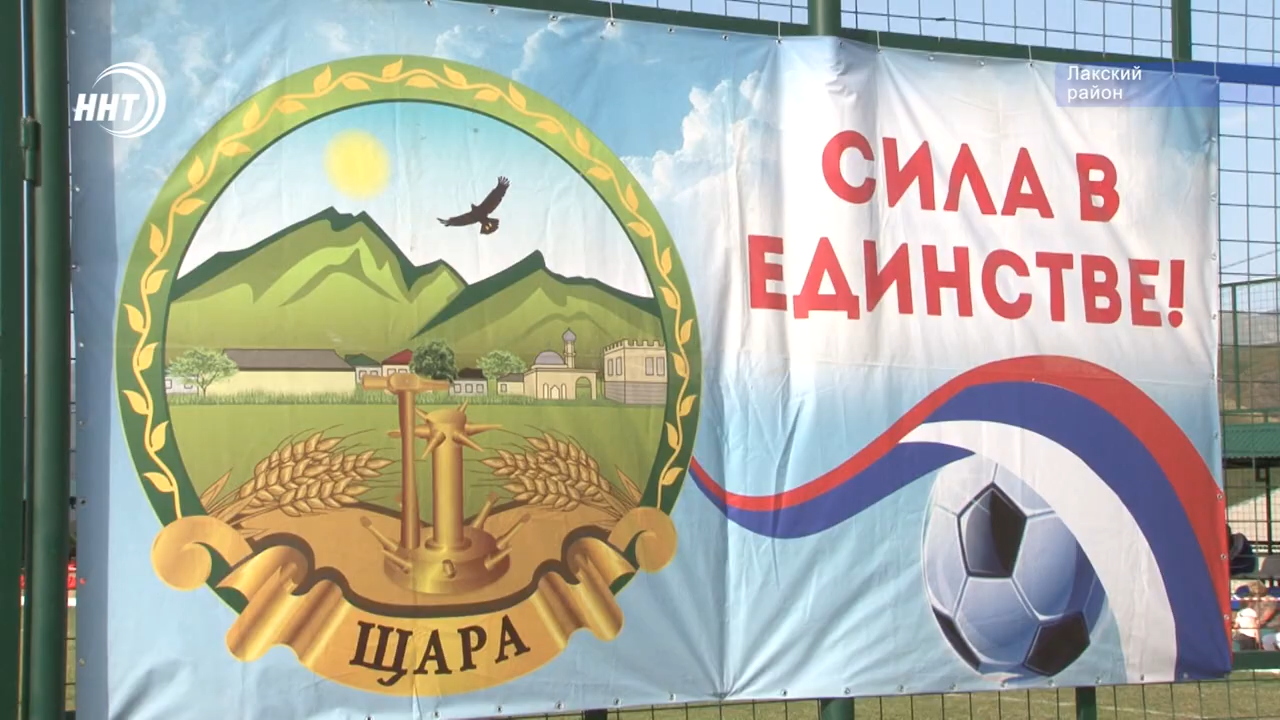 ННТ
Лакский
район
СИЛА В
ЕДИНСТВЕ!
ЩАРА